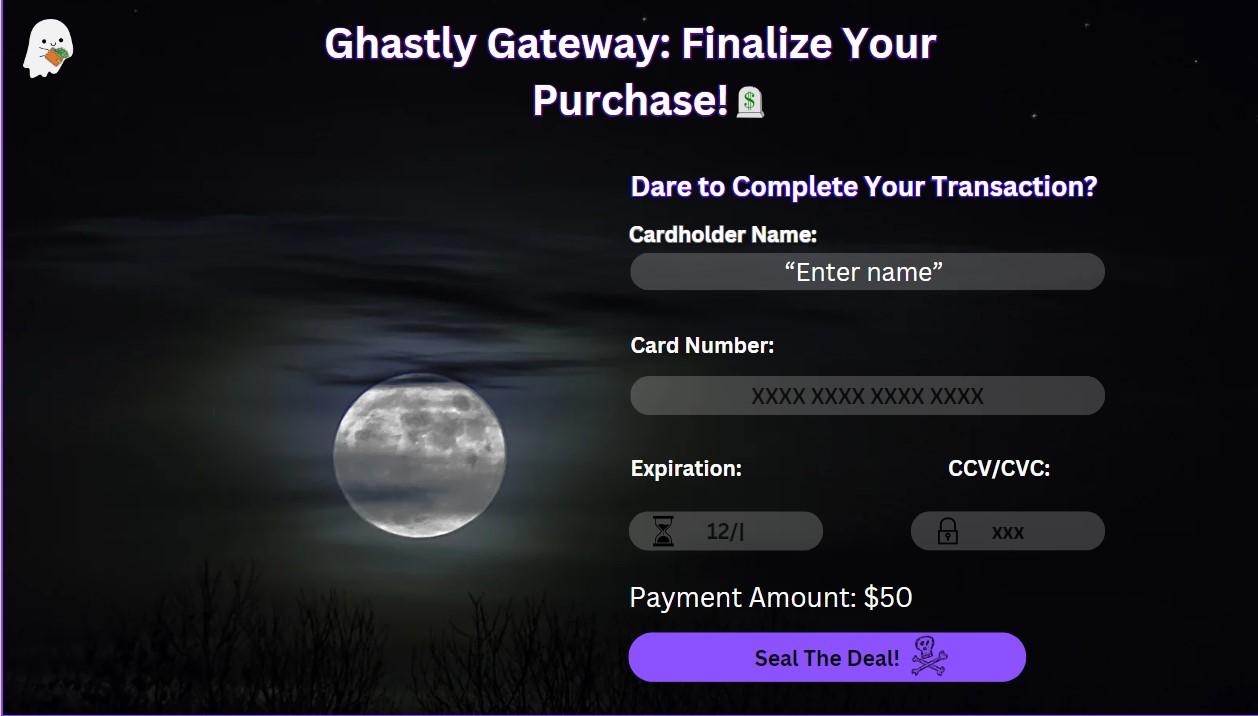 Ghastly Gateway: Finalize Your
Purchase!
$
Dare to Complete Your Transaction?
Cardholder Name:
“Enter name”
Card Number:
XXXX XXXX XXXX XXXX
Expiration: CCV/CVC:
12/| xxx
Payment Amount: $50
Seal The Deal!